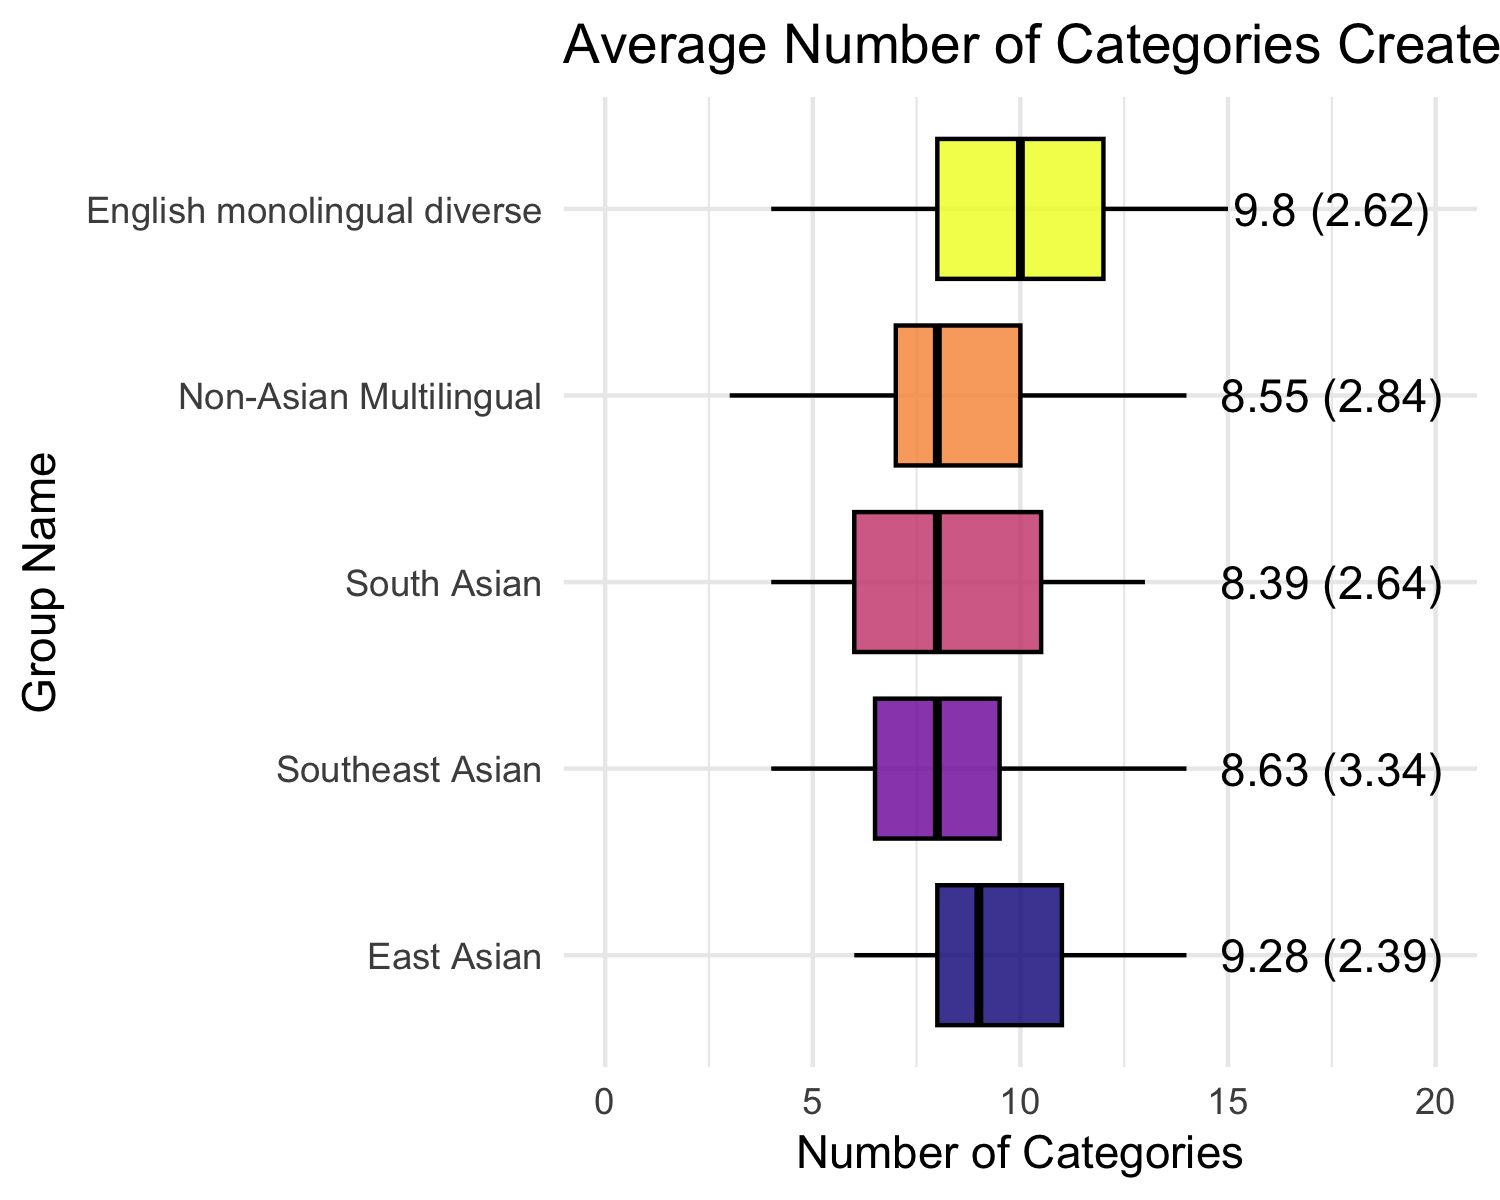 Average Number of Categories Create
English monolingual diverse
9.8 (2.62)
Non-Asian Multilingual
8.55 (2.84)
South Asian
8.39 (2.64)
Southeast Asian
8.63 (3.34)
East Asian
9.28 (2.39)
Group Name
0 5 10 15 20
Number of Categories